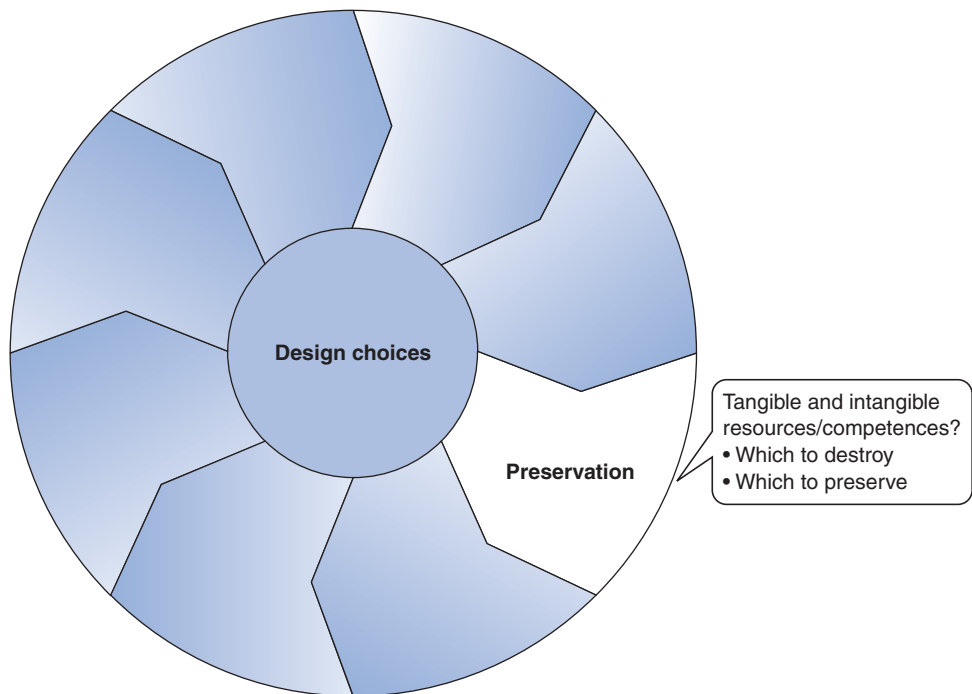 Design choices
Preservation
Tangible and intangible
resources/competences?
• Which to destroy
• Which to preserve